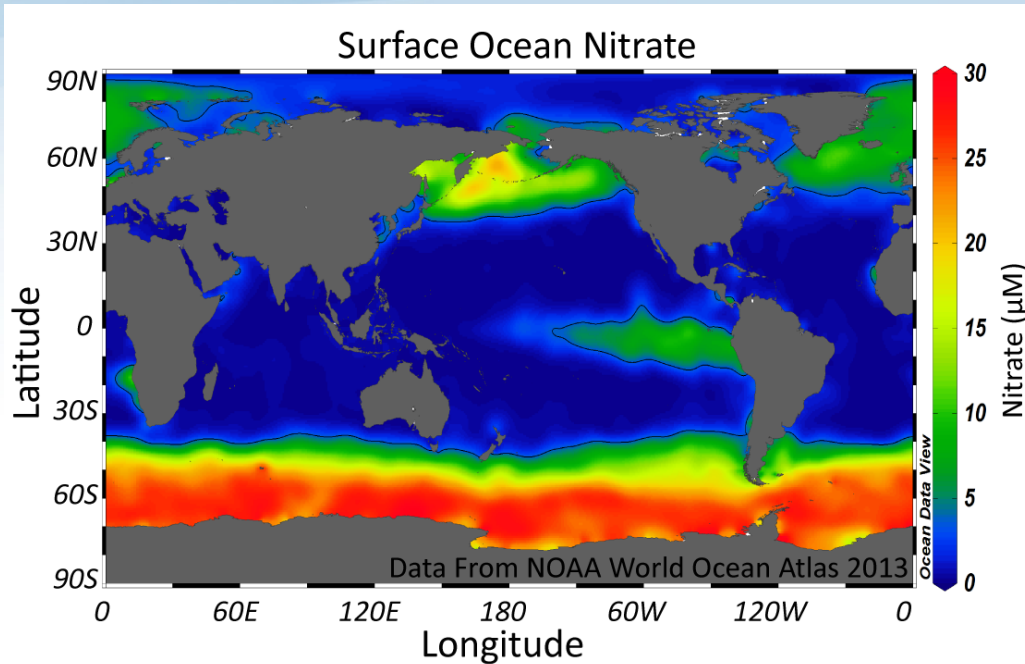 Surface Ocean Nitrate
90N
60N
30N
0
30S
60S
90S
Latitude
0
60E
120E
180
60W
120W
0
Longitude
Data From NOAA World Ocean Atlas 2013
Ocean Data View
30
25
20
15
10
5
0
Nitrate (μM)